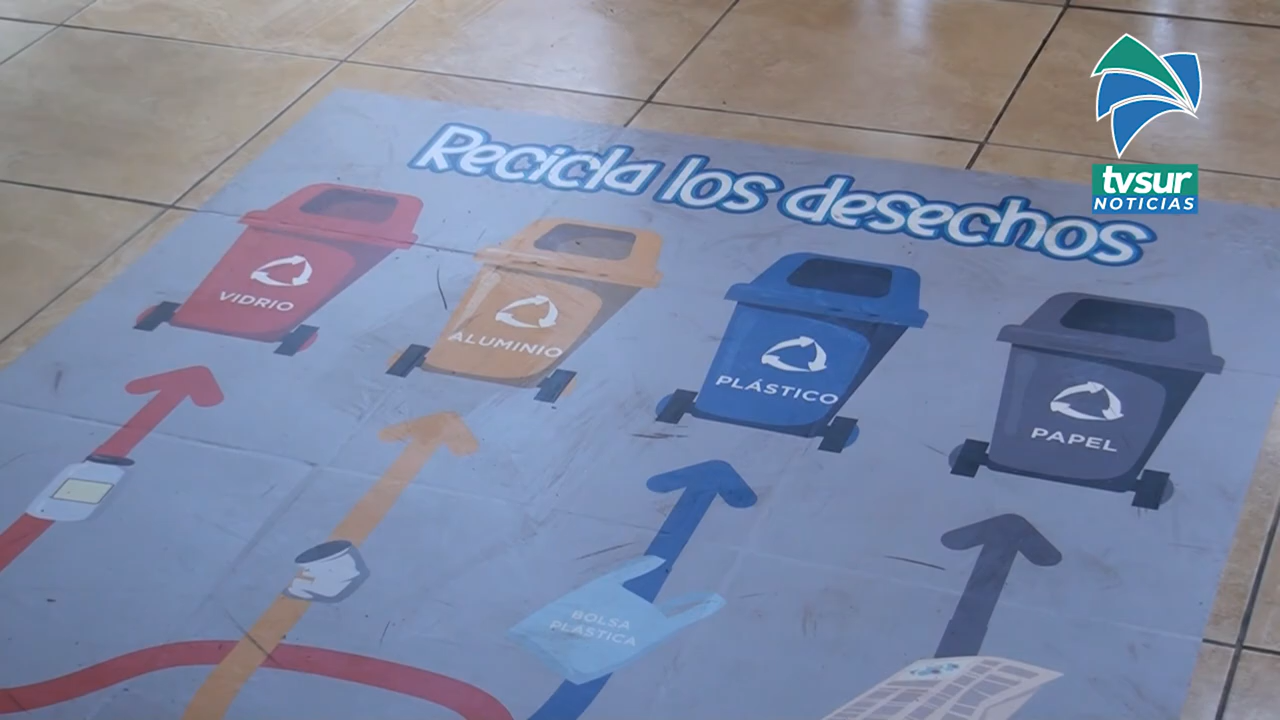 Recicla los desechos
VIDRIO
ALUMINIO
PLÁSTICO
PAPEL
BOLSA
PLÁSTICA
tvsur
NOTICIAS